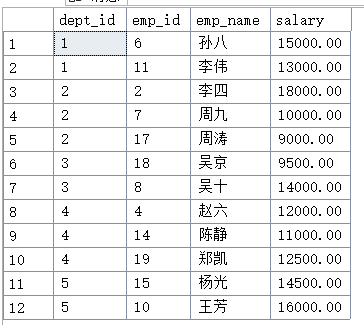 dept_id emp_id emp_name salary
1 1 6 孙八 15000.00
2 1 11 李伟 13000.00
3 2 2 李四 18000.00
4 2 7 周九 10000.00
5 2 17 周涛 9000.00
6 3 18 吴京 9500.00
7 3 8 吴十 14000.00
8 4 4 赵六 12000.00
9 4 14 陈静 11000.00
10 4 19 郑凯 12500.00
11 5 15 杨光 14500.00
12 5 10 王芳 16000.00